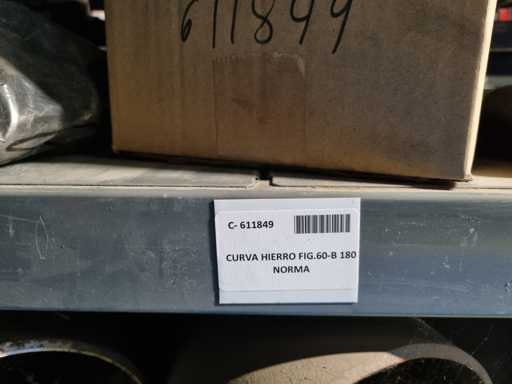 611849
C- 611849
CURVA HIERRO FIG.60-B 180
NORMA